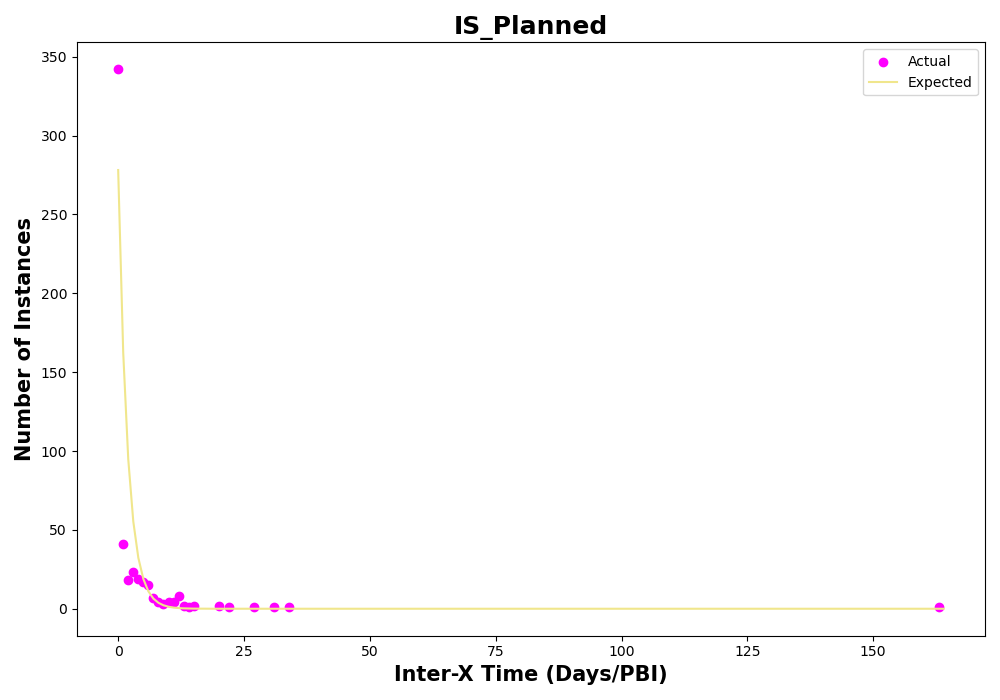 IS_Planned
Actual
Expected
Number of Instances
350
300
250
200
150
100
50
0
0 25 50 75 100 125 150
Inter-X Time (Days/PBI)